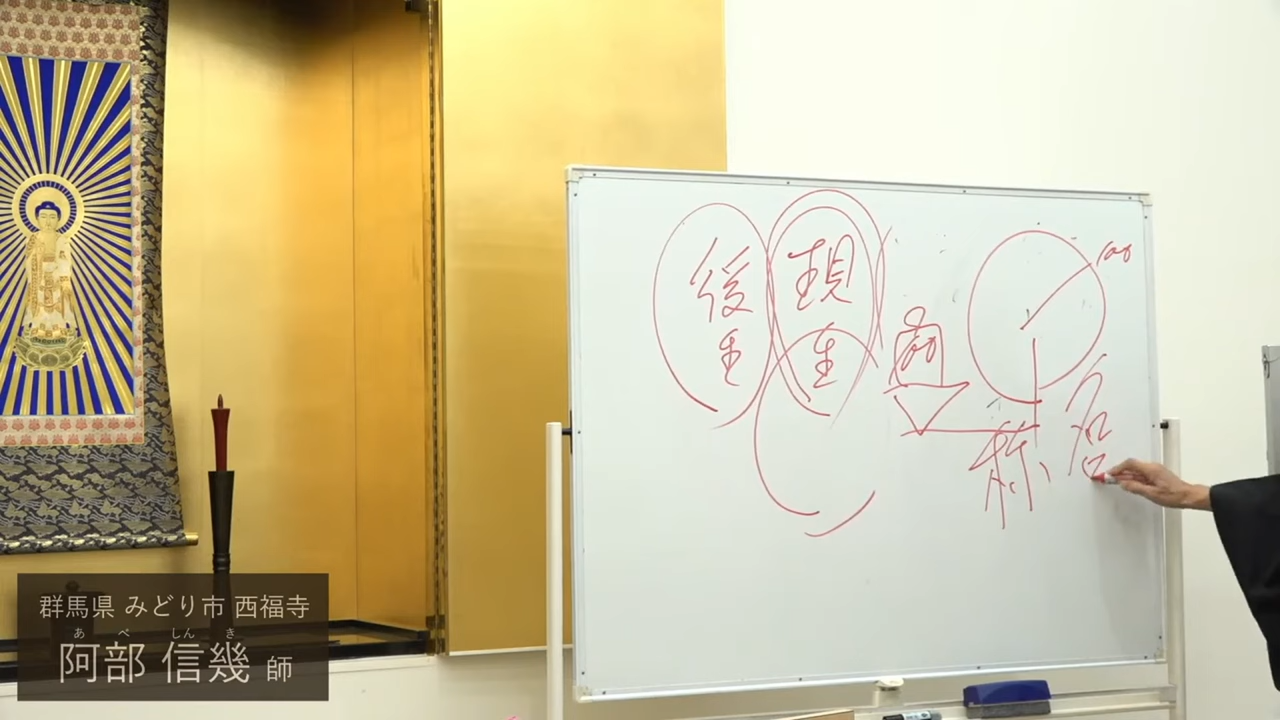 後生
現生
100
称
名
群馬県 みどり市 西福寺
あべ しんき
阿部 信幾 師